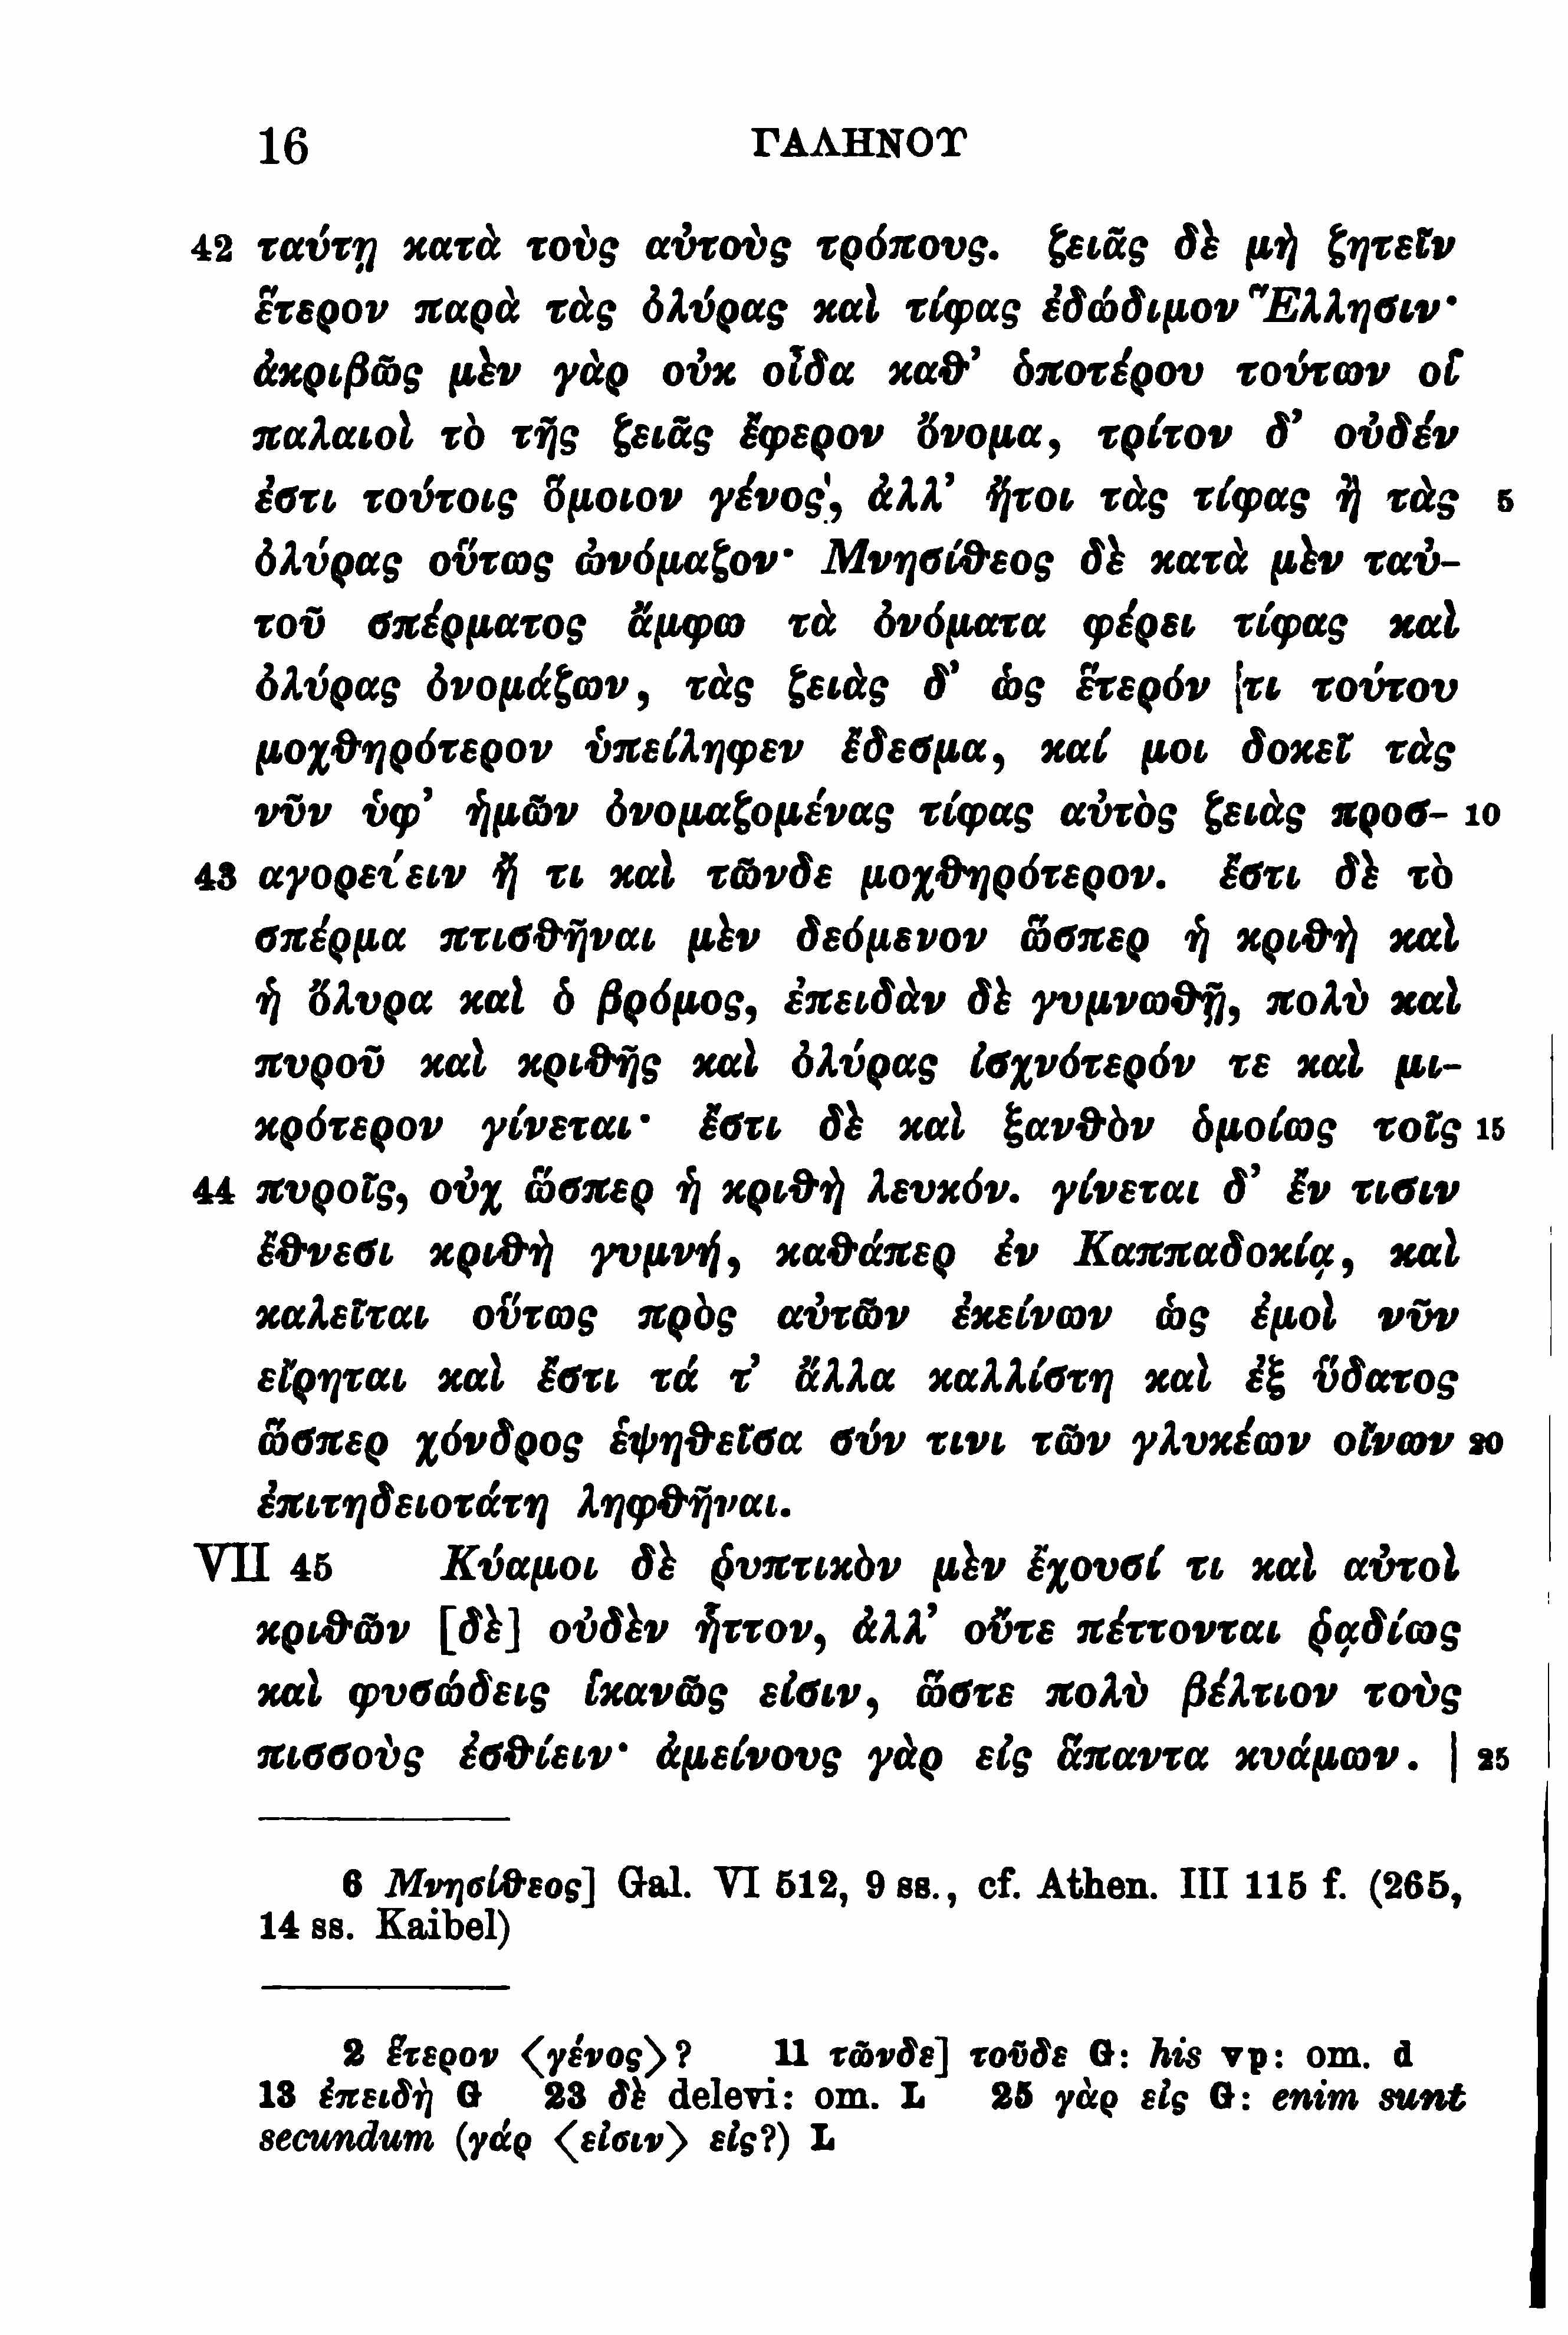 16 ΓΑΛΗΝΟΥ
42 ταύτῃ κατὰ τοὺς αὐτοὺς τρόπους. ζειᾶς δὲ μὴ ζητεῖν
ἕτερον παρὰ τὰς ὀλύρας καὶ τίφας ἐδώδιμον Ἕλλησιν·
ἀκριβῶς μὲν γὰρ οὐκ οἶδα καθ’ ὁποτέρου τούτων οἱ
παλαιοὶ τὸ τῆς ζειᾶς ἔφερον ὄνομα, τρίτον δ’ οὐδέν
ἐστι τούτοις ὅμοιον γένος, ἀλλ’ ἤτοι τὰς τίφας ἢ τὰς 5
ὀλύρας οὕτως ὠνόμαζον· Μνησίθεος δὲ κατὰ μὲν ταὐ-
τοῦ σπέρματος ἄμφω τὰ ὀνόματα φέρει τίφας καὶ
ὀλύρας ὀνομάζων, τὰς ζειὰς δ’ ὡς ἕτερόν τι τούτου
μοχθηρότερον ὑπείληφεν ἔδεσμα, καί μοι δοκεῖ τὰς
νῦν ὑφ’ ἡμῶν ὀνομαζομένας τίφας αὐτὸς ζειὰς προσ- 10
43 αγορεύειν ἤ τι καὶ τῶνδε μοχθηρότερον. ἔστι δὲ τὸ
σπέρμα πτισθῆναι μὲν δεόμενον ὥσπερ ἡ κριθὴ καὶ
ἡ ὄλυρα καὶ ὁ βρόμος, ἐπειδὰν δὲ γυμνωθῇ, πολὺ καὶ
πυροῦ καὶ κριθῆς καὶ ὀλύρας ἰσχνότερόν τε καὶ μι-
κρότερον γίνεται· ἔστι δὲ καὶ ξανθὸν ὁμοίως τοῖς 15
44 πυροῖς, οὐχ ὥσπερ ἡ κριθὴ λευκόν. γίνεται δ’ ἔν τισιν
ἔθνεσι κριθὴ γυμνή, καθάπερ ἐν Καππαδοκίᾳ, καὶ
καλεῖται οὕτως πρὸς αὐτῶν ἐκείνων ὡς ἐμοὶ νῦν
εἴρηται καὶ ἔστι τά τ’ ἄλλα καλλίστη καὶ ἐξ ὕδατος
ὥσπερ χόνδρος ἑψηθεῖσα σύν τινι τῶν γλυκέων οἴνων 20
ἐπιτηδειοτάτη ληφθῆναι.
VII 45 Κύαμοι δὲ ῥυπτικὸν μὲν ἔχουσί τι καὶ αὐτοὶ
κριθῶν [δὲ] οὐδὲν ἧττον, ἀλλ’ οὔτε πέττονται ῥᾳδίως
καὶ φυσώδεις ἱκανῶς εἰσιν, ὥστε πολὺ βέλτιον τοὺς
πισσοὺς ἐσθίειν· ἀμείνους γὰρ εἰς ἅπαντα κυάμων. | 25
6 Μνησίθεος] Gal. VI 512, 9 ss., cf. Athen. III 115 f. (265,
14 ss. Kaibel)
2 ἕτερον ⟨γένος⟩? 11 τῶνδε] τοῦδε G: his vp: om. d
13 ἐπειδὴ G 23 δὲ delevi: om. L 25 γὰρ εἰς G: enim sunt
secundum (γάρ ⟨εἰσιν⟩ εἰς?) L